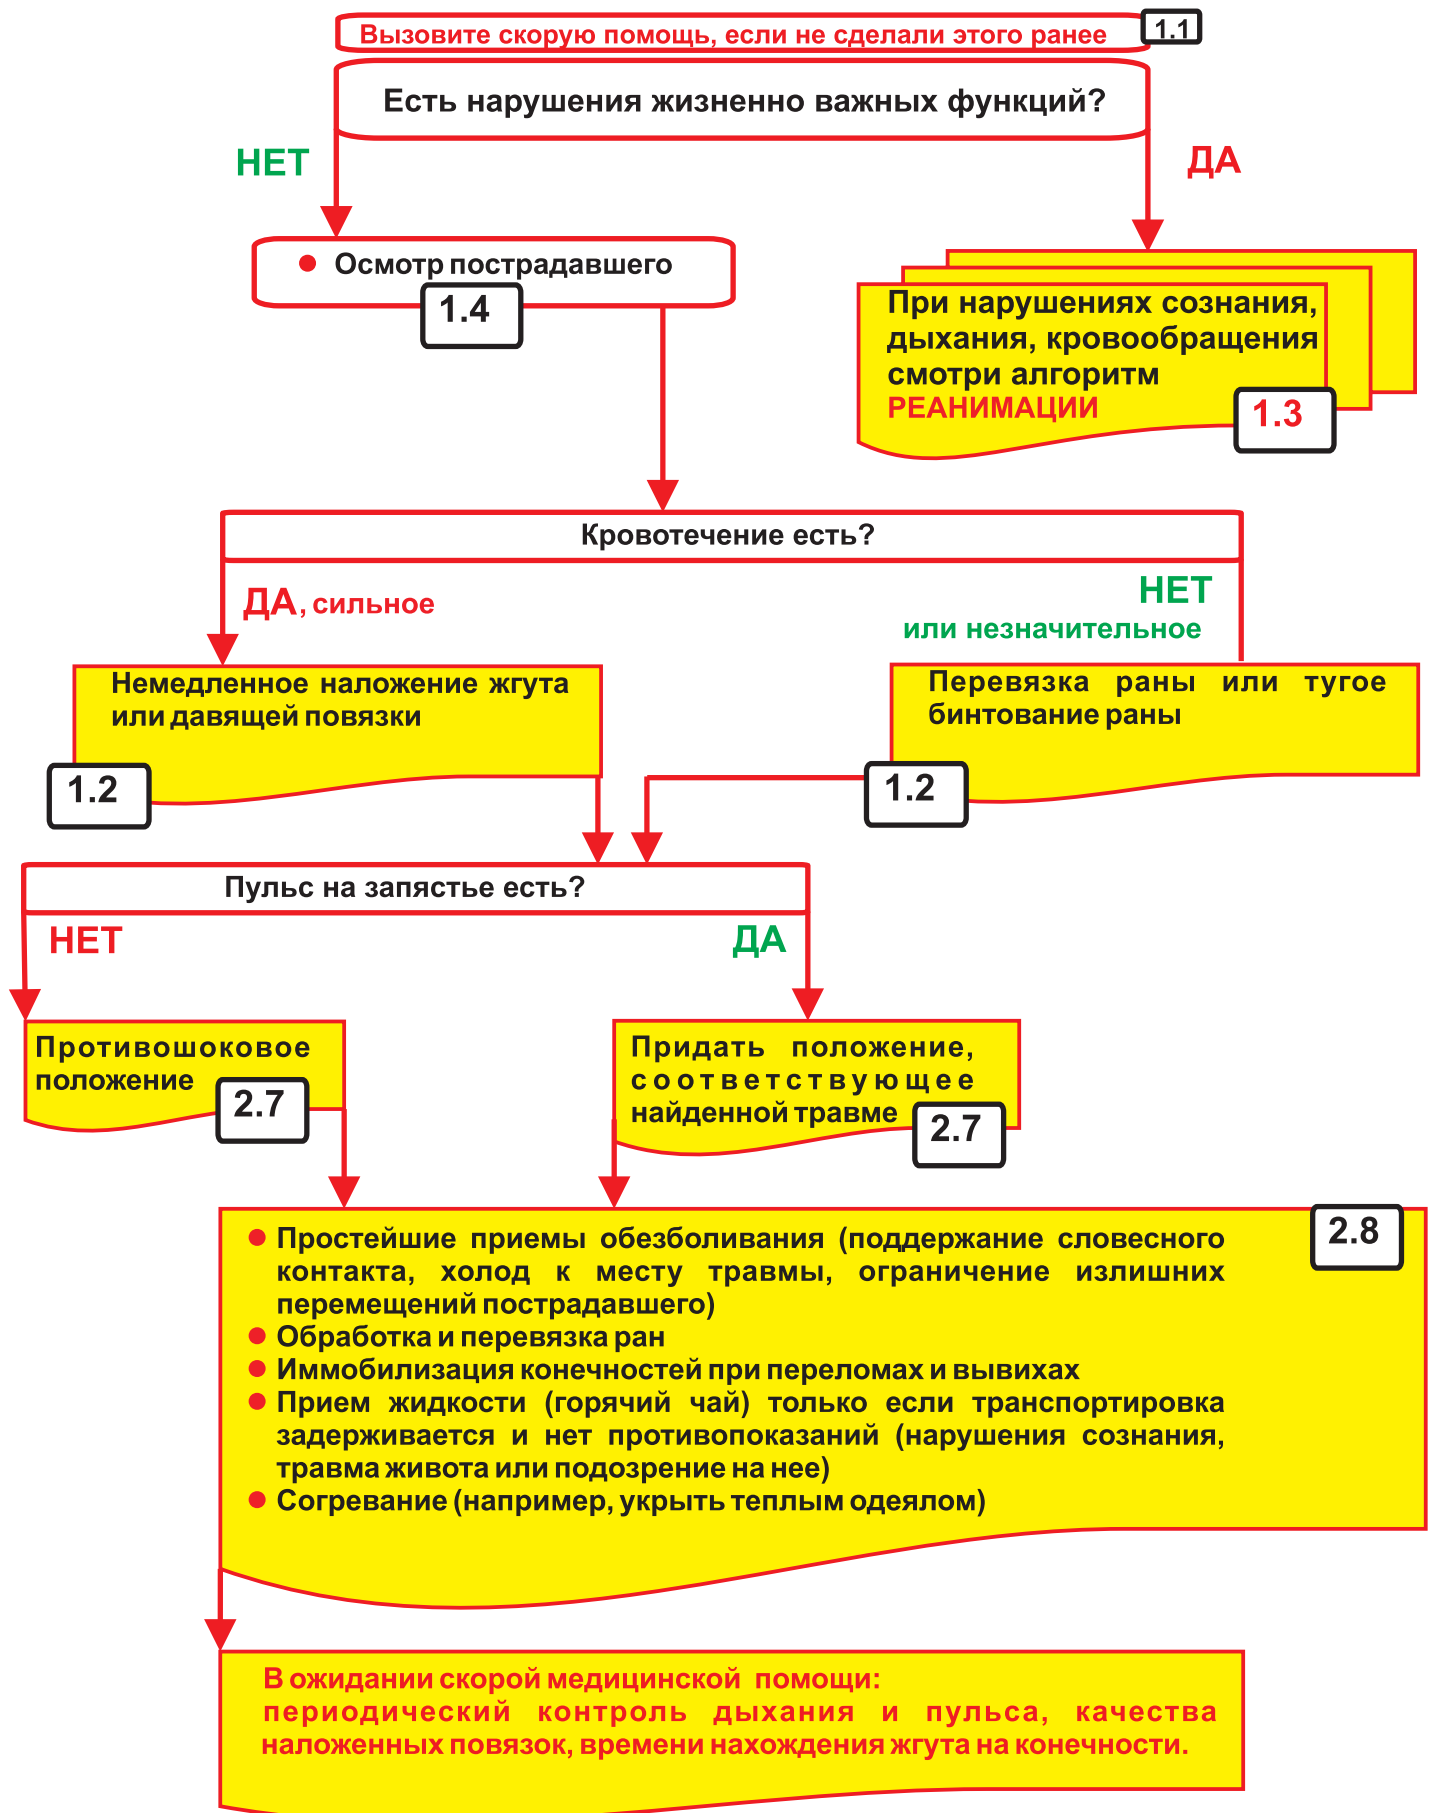 Вызовите скорую помощь, если не сделали этого ранее
1.1
Есть нарушения жизненно важных функций?
НЕТ
ДА
Осмотр пострадавшего
1.4
При нарушениях сознания,
дыхания, кровообращения
смотри алгоритм
РЕАНИМАЦИИ
1.3
Кровотечение есть?
ДА, сильное
НЕТ
или незначительное
Немедленное наложение жгута
или давящей повязки
1.2
Перевязка раны или тугое
бинтование раны
1.2
Пульс на запястье есть?
НЕТ
ДА
Противошоковое
положение
2.7
Придать положение,
соответствующее
найденной травме
2.7
2.8
Простейшие приемы обезболивания (поддержание словесного
контакта, холод к месту травмы, ограничение излишних
перемещений пострадавшего)
Обработка и перевязка ран
Иммобилизация конечностей при переломах и вывихах
Прием жидкости (горячий чай) только если транспортировка
задерживается и нет противопоказаний (нарушения сознания,
травма живота или подозрение на нее)
Согревание (например, укрыть теплым одеялом)
В ожидании скорой медицинской помощи:
периодический контроль дыхания и пульса, качества
наложенных повязок, времени нахождения жгута на конечности.